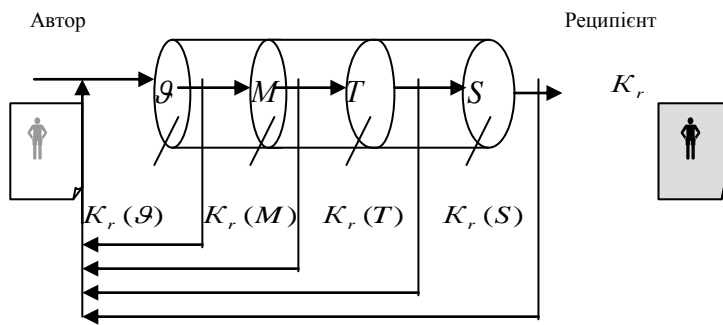 Автор Реципієнт
ϑ M T S K_r
K_r(ϑ) K_r(M) K_r(T) K_r(S)